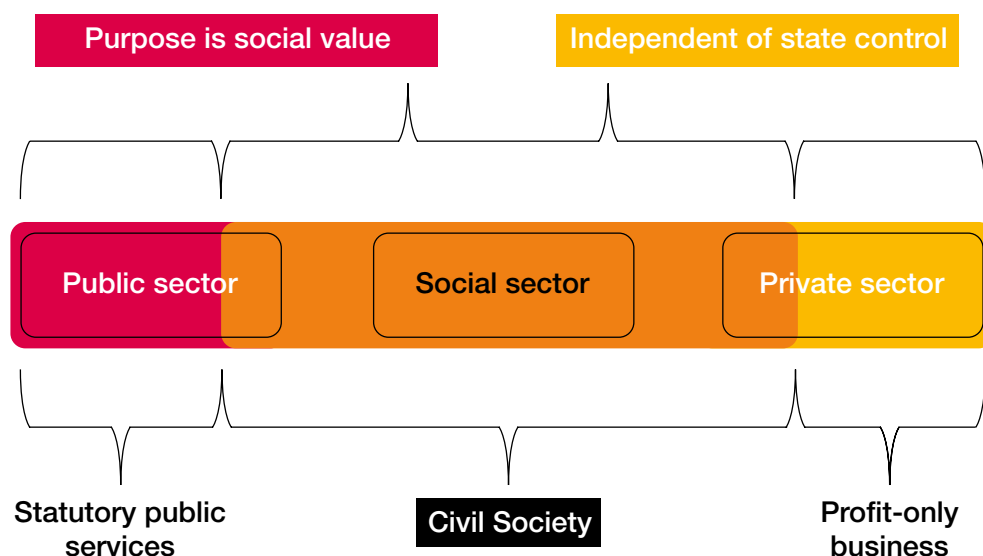 Purpose is social value
Independent of state control
Public sector
Social sector
Private sector
Statutory public
services
Civil Society
Profit-only
business